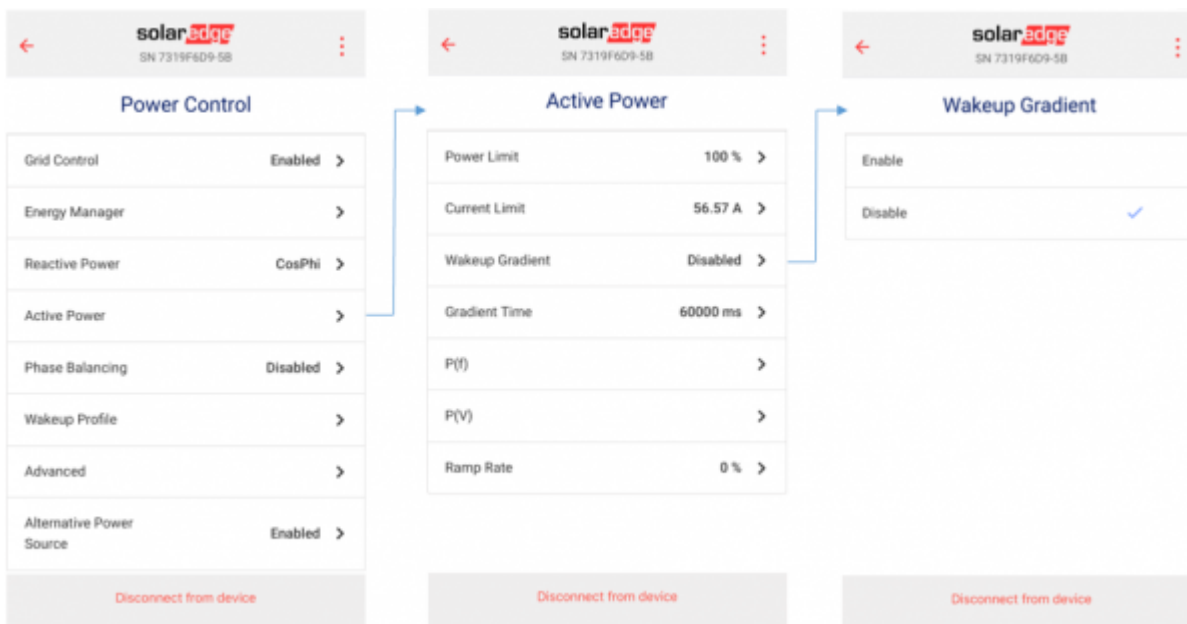 solaredge
SN 7319F6D9-5B
Power Control
Grid Control Enabled
Energy Manager
Reactive Power CosPhi
Active Power
Phase Balancing Disabled
Wakeup Profile
Advanced
Alternative Power
Source Enabled
Disconnect from device
solaredge
SN 7319F6D9-5B
Active Power
Power Limit 100 %
Current Limit 56.57 A
Wakeup Gradient Disabled
Gradient Time 60000 ms
P(f)
P(V)
Ramp Rate 0 %
Disconnect from device
solaredge
SN 7319F6D9-5B
Wakeup Gradient
Enable
Disable
Disconnect from device